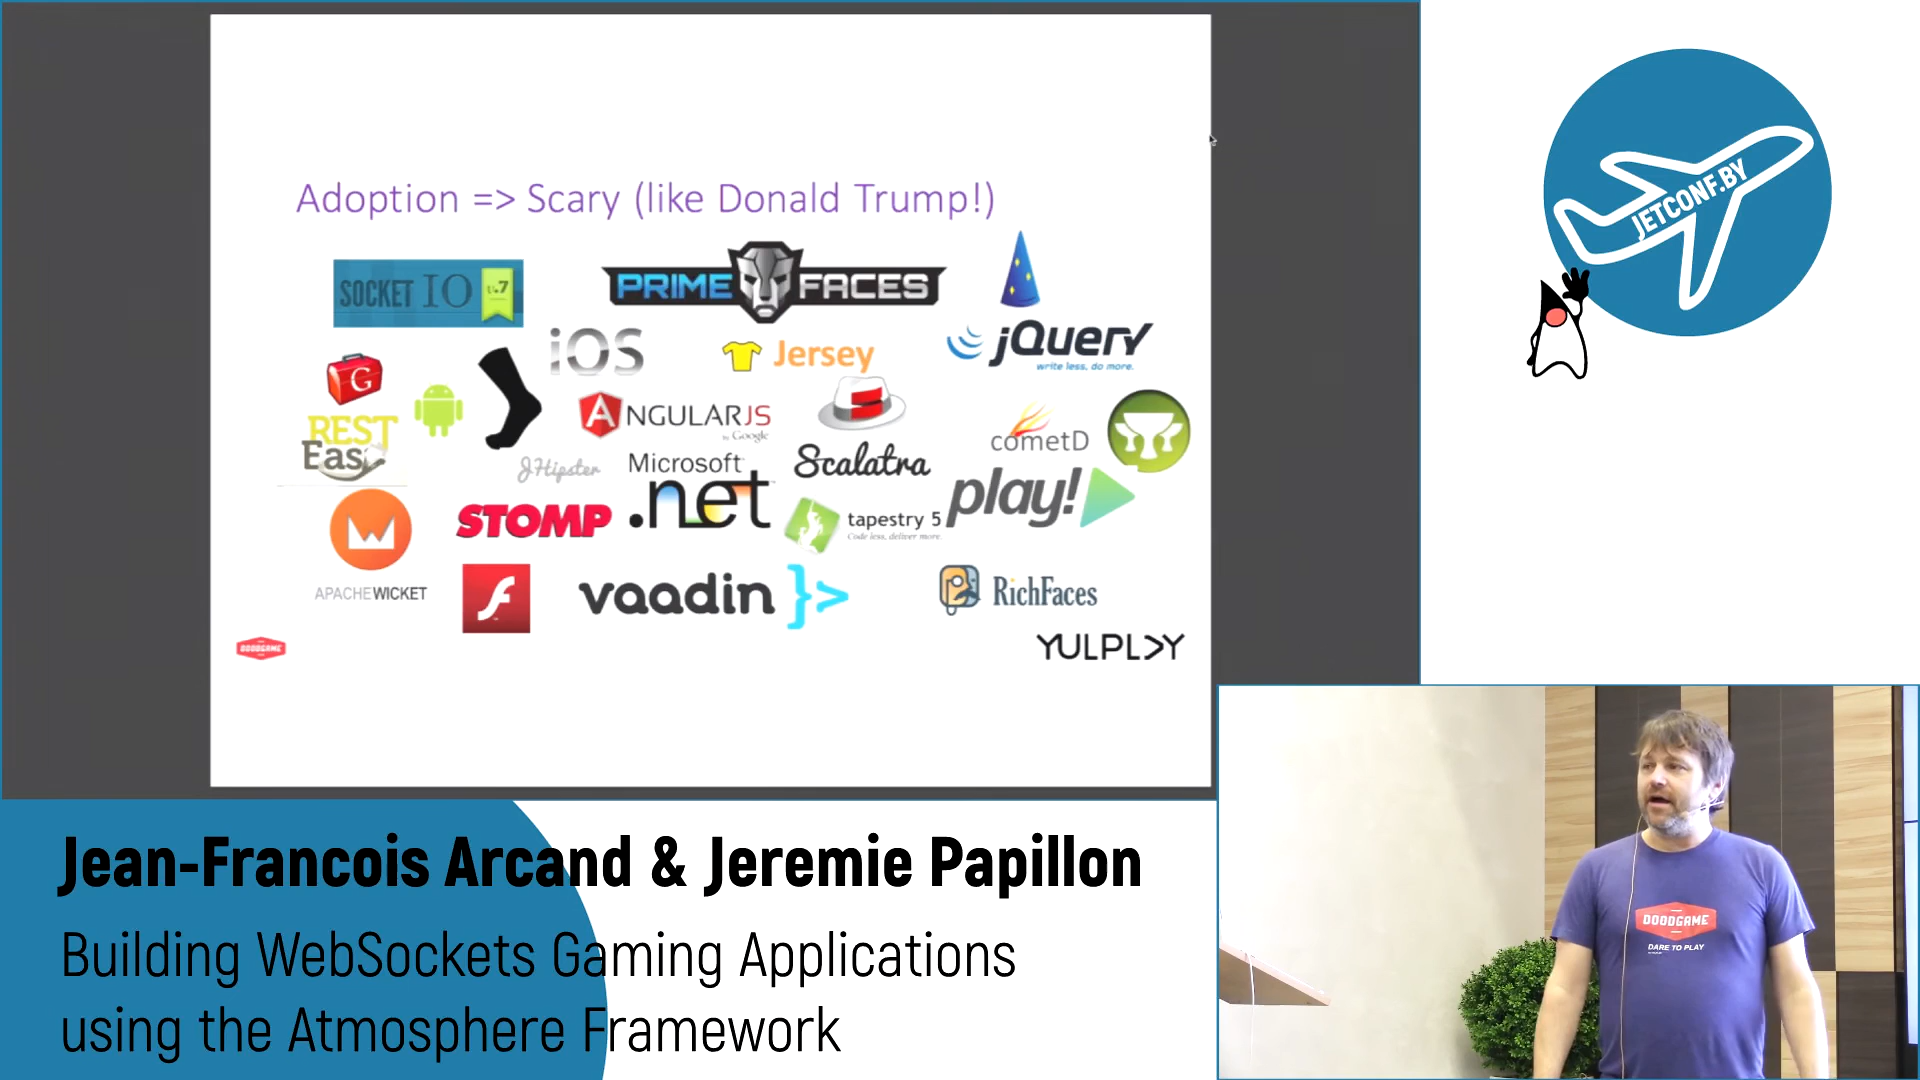 Adoption => Scary (like Donald Trump!)
SOCKET IO v.7
PRIME FACES
iOS
Jersey
jQuery
write less, do more.
G
REST
Easy
ANGULARJS
by Google
cometD
JHipster
Microsoft
.net
Scalatra
play!
STOMP
tapestry 5
Code less, deliver more.
APACHE WICKET
vaadin }>
RichFaces
DOODGAME
YULPLAY
JETCONF.BY
DOODGAME
DARE TO PLAY
Jean-Francois Arcand & Jeremie Papillon
Building WebSockets Gaming Applications
using the Atmosphere Framework